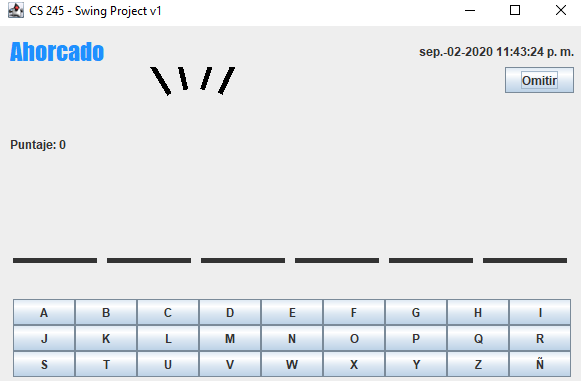 CS 245 - Swing Project v1
Ahorcado
sep.-02-2020 11:43:24 p. m.
Omitir
Puntaje: 0
A B C D E F G H I
J K L M N O P Q R
S T U V W X Y Z Ñ